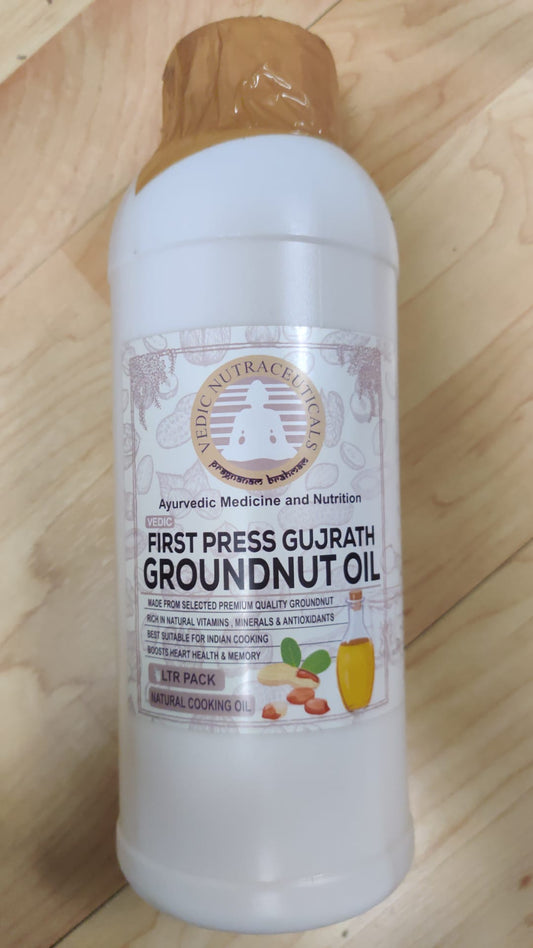 VEDIC NUTRACEUTICALS
pragnanam brahmam
Ayurvedic Medicine and Nutrition
VEDIC
FIRST PRESS GUJRATH
GROUNDNUT OIL
MADE FROM SELECTED PREMIUM QUALITY GROUNDNUT
RICH IN NATURAL VITAMINS , MINERALS & ANTIOXIDANTS
BEST SUITABLE FOR INDIAN COOKING
BOOSTS HEART HEALTH & MEMORY
LTR PACK
NATURAL COOKING OIL